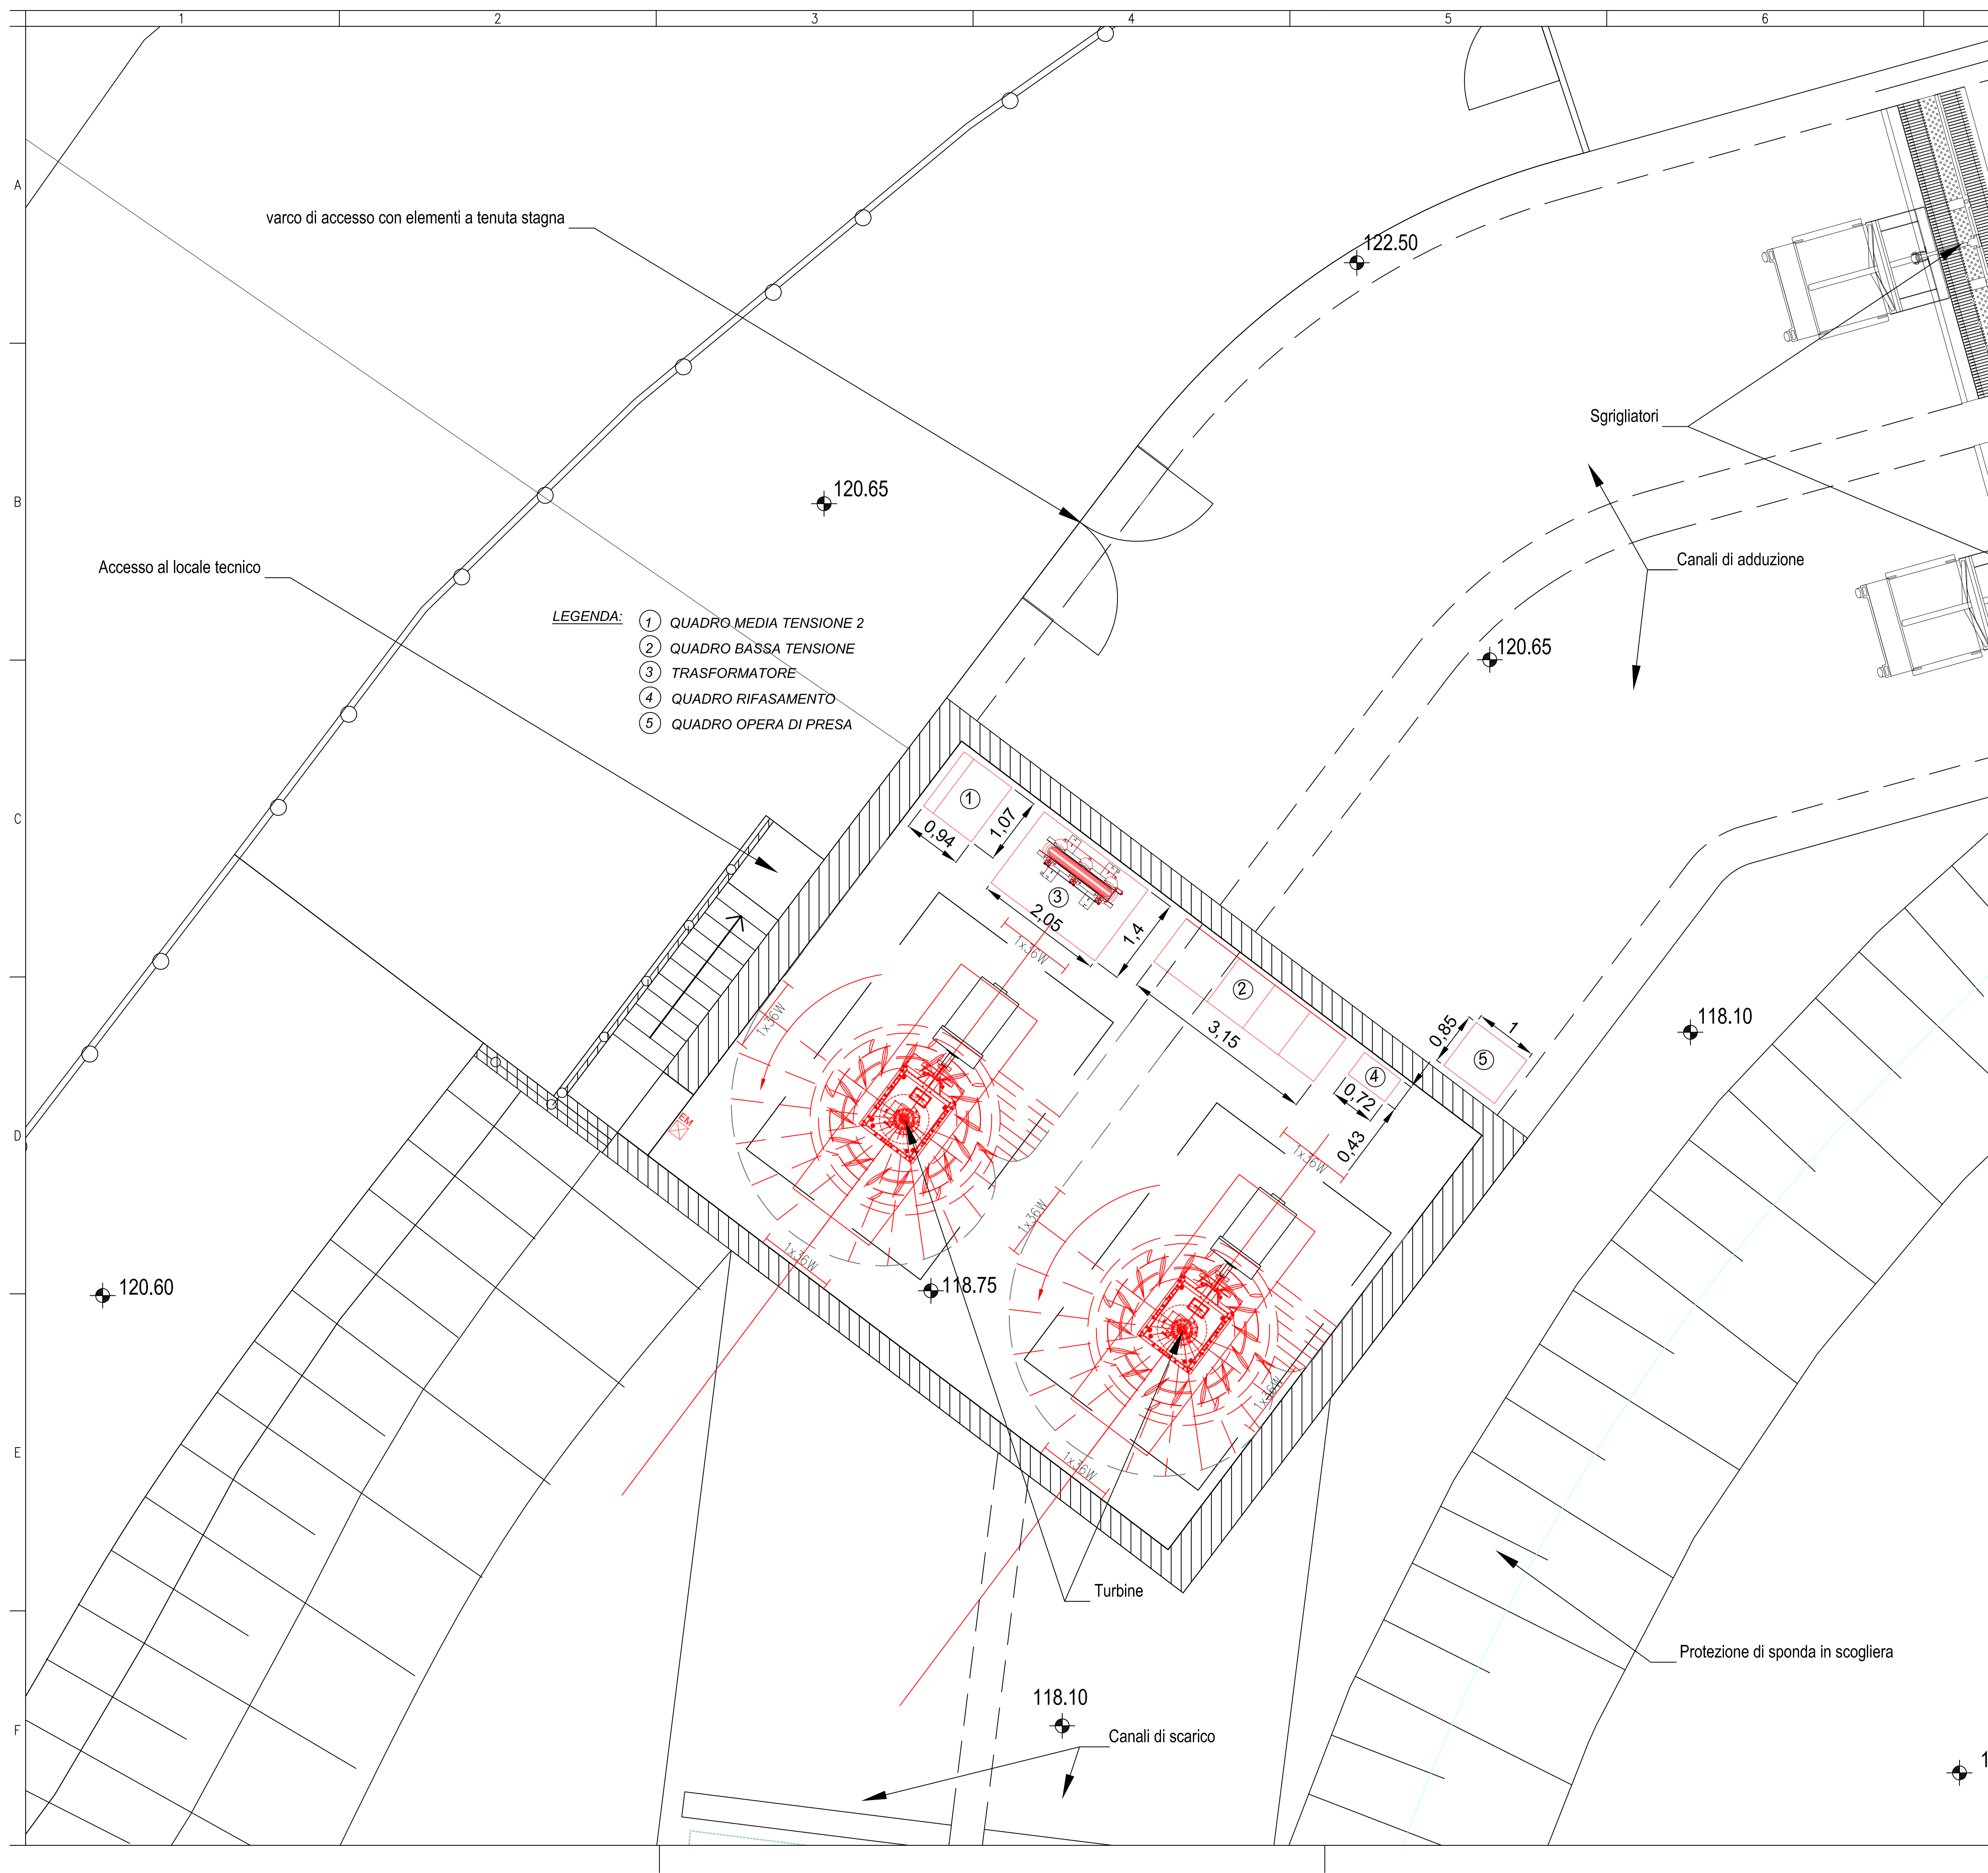 1 2 3 4 5 6
A
varco di accesso con elementi a tenuta stagna
122.50
Sgrigliatori
B
120.65
Accesso al locale tecnico
Canali di adduzione
LEGENDA:
1 QUADRO MEDIA TENSIONE 2
2 QUADRO BASSA TENSIONE
3 TRASFORMATORE
4 QUADRO RIFASAMENTO
5 QUADRO OPERA DI PRESA
120.65
C
1
0,94
1,07
3
2,05
1,4
1x36W
2
3,15
1x36W
118.10
0,85
1
5
4
0,72
0,43
D
EM
1x36W
1x36W
1x36W
120.60
118.75
1x36W
E
1x36W
Turbine
Protezione di sponda in scogliera
118.10
F
Canali di scarico
1